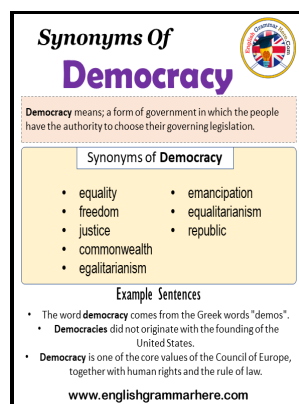 Synonyms Of
Democracy
English Grammar Here.Com
Democracy means; a form of government in which the people
have the authority to choose their governing legislation.
Synonyms of Democracy
• equality
• freedom
• justice
• commonwealth
• egalitarianism
• emancipation
• equalitarianism
• republic
Example Sentences
• The word democracy comes from the Greek words "demos".
• Democracies did not originate with the founding of the
United States.
• Democracy is one of the core values of the Council of Europe,
together with human rights and the rule of law.
www.englishgrammarhere.com